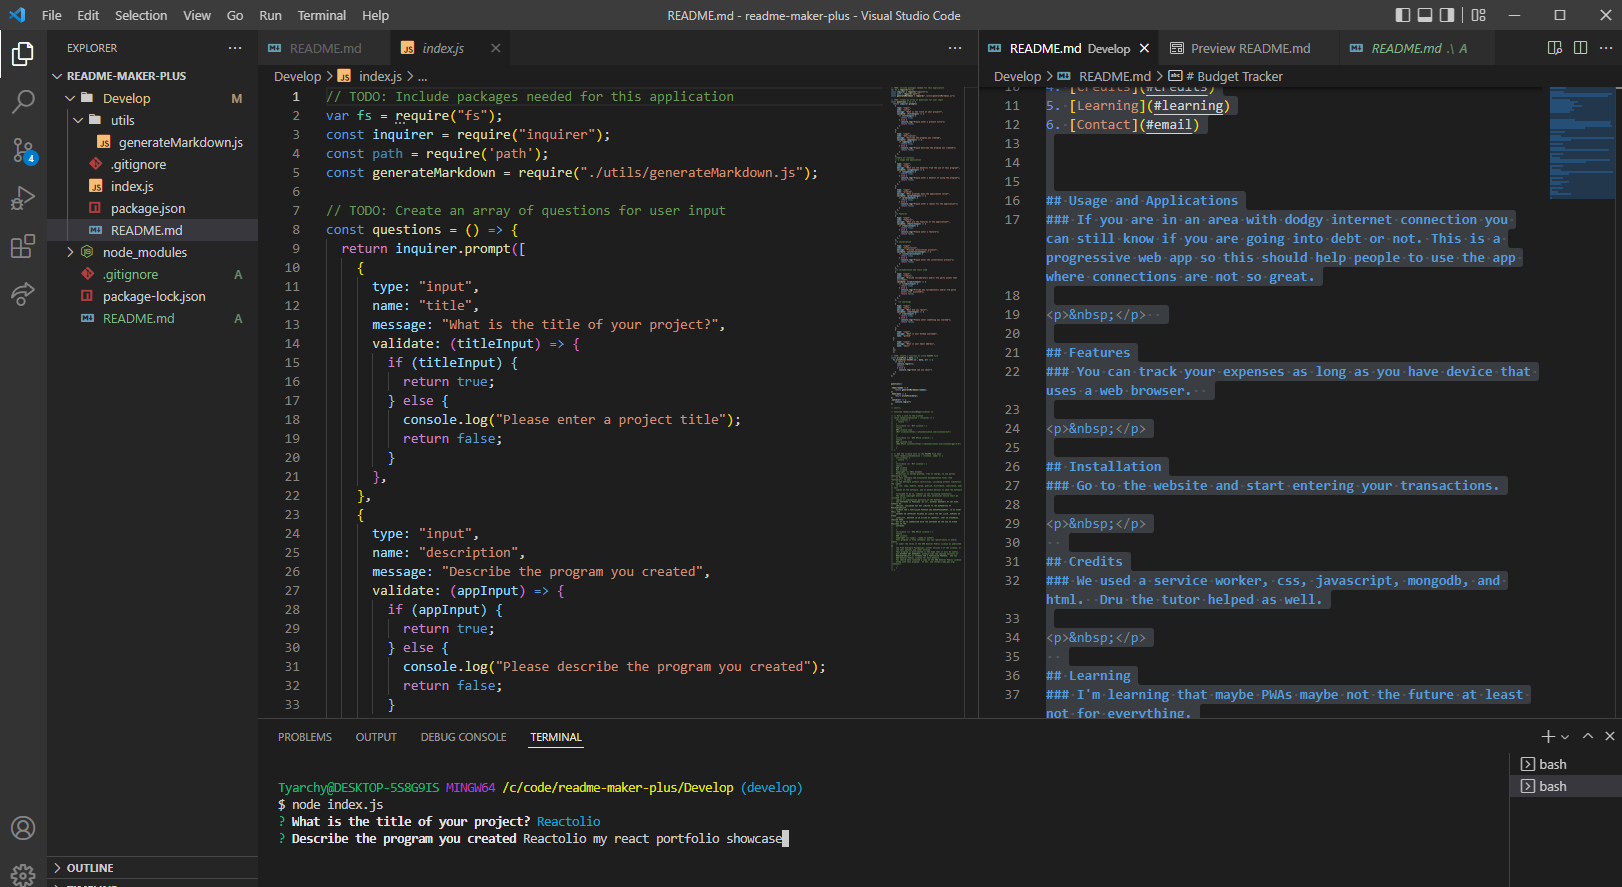 File Edit Selection View Go Run Terminal Help
README.md - readme-maker-plus - Visual Studio Code
EXPLORER
README-MAKER-PLUS
Develop M
utils
generateMarkdown.js
.gitignore
index.js
package.json
README.md
node_modules
.gitignore A
package-lock.json
README.md A
OUTLINE
4
README.md
index.js
Develop > index.js > ...
1 // TODO: Include packages needed for this application
2 var fs = require("fs");
3 const inquirer = require("inquirer");
4 const path = require('path');
5 const generateMarkdown = require("./utils/generateMarkdown.js");
6
7 // TODO: Create an array of questions for user input
8 const questions = () => {
9 return inquirer.prompt([
10 {
11 type: "input",
12 name: "title",
13 message: "What is the title of your project?",
14 validate: (titleInput) => {
15 if (titleInput) {
16 return true;
17 } else {
18 console.log("Please enter a project title");
19 return false;
20 }
21 },
22 },
23 {
24 type: "input",
25 name: "description",
26 message: "Describe the program you created",
27 validate: (appInput) => {
28 if (appInput) {
29 return true;
30 } else {
31 console.log("Please describe the program you created");
32 return false;
33 }
README.md Develop
Preview README.md
README.md .\ A
Develop > README.md > # Budget Tracker
10 4. [Credits](#credits)
11 5. [Learning](#learning)
12 6. [Contact](#email)
13
14
15
16 ## Usage and Applications
17 ### If you are in an area with dodgy internet connection you
can still know if you are going into debt or not. This is a
progressive web app so this should help people to use the app
where connections are not so great.
18
19 <p>&nbsp;</p>
20
21 ## Features
22 ### You can track your expenses as long as you have device that
uses a web browser.
23
24 <p>&nbsp;</p>
25
26 ## Installation
27 ### Go to the website and start entering your transactions.
28
29 <p>&nbsp;</p>
30
31 ## Credits
32 ### We used a service worker, css, javascript, mongodb, and
html. Dru the tutor helped as well.
33
34 <p>&nbsp;</p>
35
36 ## Learning
37 ### I'm learning that maybe PWAs maybe not the future at least
not for everything.
PROBLEMS OUTPUT DEBUG CONSOLE TERMINAL
Tyarchy@DESKTOP-5S8G9IS MINGW64 /c/code/readme-maker-plus/Develop (develop)
$ node index.js
? What is the title of your project? Reactolio
? Describe the program you created Reactolio my react portfolio showcase
bash
bash